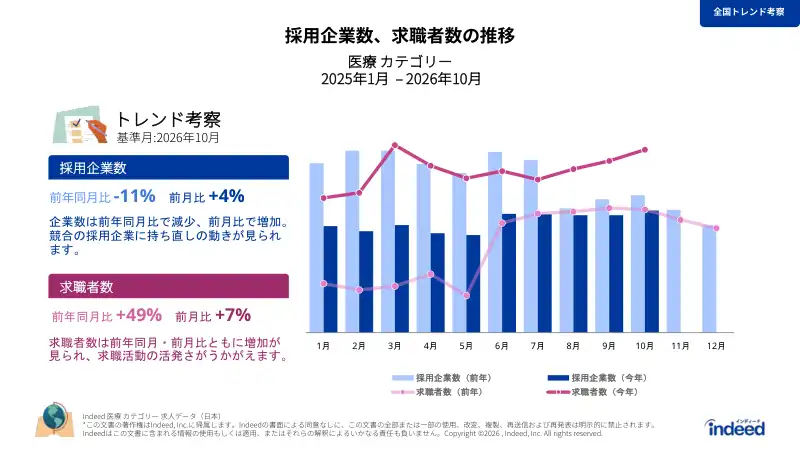 全国トレンド考察
採用企業数、求職者数の推移
医療 カテゴリー
2025年1月 – 2026年10月
トレンド考察
基準月:2026年10月
採用企業数
前年同月比 -11% 前月比 +4%
企業数は前年同月比で減少、前月比で増加。
競合の採用企業に持ち直しの動きが見られ
ます。
求職者数
前年同月比 +49% 前月比 +7%
求職者数は前年同月・前月比ともに増加が
見られ、求職活動の活発さがうかがえます。
1月 2月 3月 4月 5月 6月 7月 8月 9月 10月 11月 12月
採用企業数（前年） 採用企業数（今年）
求職者数（前年） 求職者数（今年）
Indeed 医療 カテゴリー 求人データ（日本）
*この文書の著作権はIndeed, Inc.に帰属します。Indeedの書面による同意なしに、この文書の全部または一部の使用、改変、複製、再送信および再発表は明示的に禁止されます。
Indeedはこの文書に含まれる情報の使用もしくは適用、またはそれらの解釈によるいかなる責任も負いません。Copyright ©2026 , Indeed, Inc. All rights reserved.
インディード
indeed